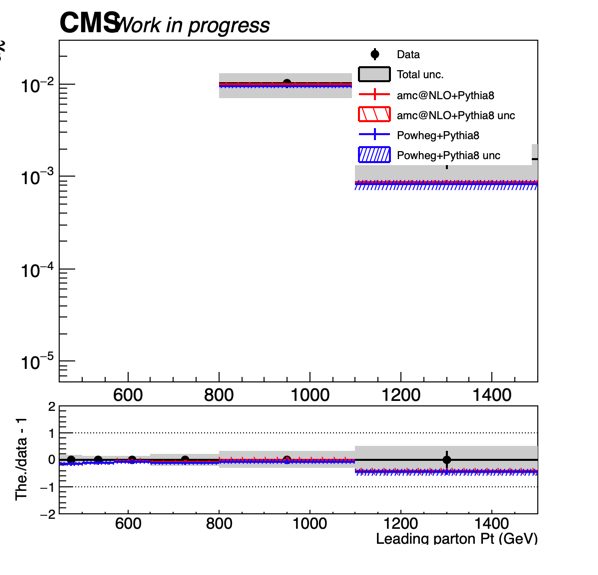 CMS Work in progress
Data
Total unc.
amc@NLO+Pythia8
amc@NLO+Pythia8 unc
Powheg+Pythia8
Powheg+Pythia8 unc
10⁻²
10⁻³
10⁻⁴
10⁻⁵
600 800 1000 1200 1400
The./data - 1
2
1
0
−1
−2
600 800 1000 1200 1400
Leading parton Pt (GeV)